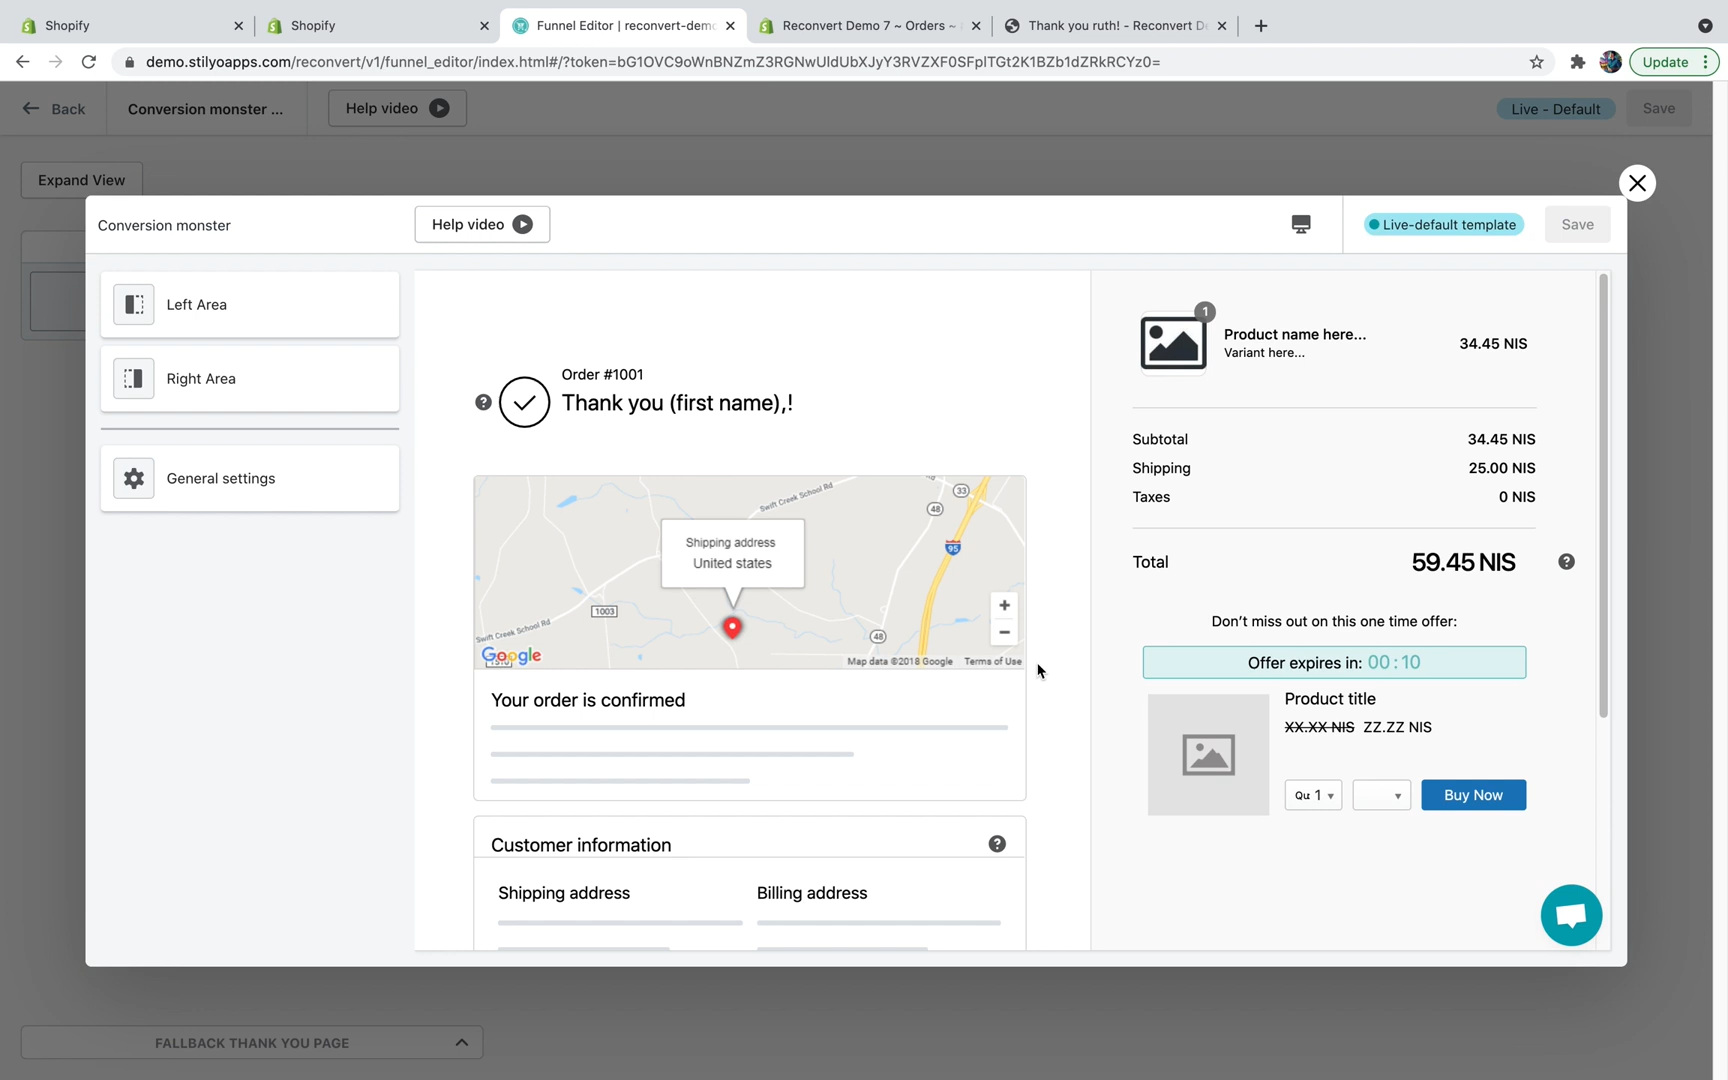 Shopify
Shopify
Funnel Editor | reconvert-demo
Reconvert Demo 7 ~ Orders ~
Thank you ruth! - Reconvert De
demo.stilyoapps.com/reconvert/v1/funnel_editor/index.html#/?token=bG1OVC9oWnBNZmZ3RGNwUldUbXJyY3RVZXF0SFplTGt2K1BZb1dZRkRCYz0=
Update
Back
Conversion monster ...
Help video
Live - Default
Save
Expand View
Conversion monster
Help video
Live-default template
Save
Left Area
Right Area
General settings
Order #1001
Thank you (first name),!
Swift Creek School Rd
33
48
95
Shipping address
United states
1003
Swift Creek School Rd
48
Google
Map data ©2018 Google
Terms of Use
Your order is confirmed
Customer information
Shipping address
Billing address
1
Product name here...
Variant here...
34.45 NIS
Subtotal
34.45 NIS
Shipping
25.00 NIS
Taxes
0 NIS
Total
59.45 NIS
Don't miss out on this one time offer:
Offer expires in: 00 : 10
Product title
XX.XX NIS ZZ.ZZ NIS
Qu 1
Buy Now
FALLBACK THANK YOU PAGE